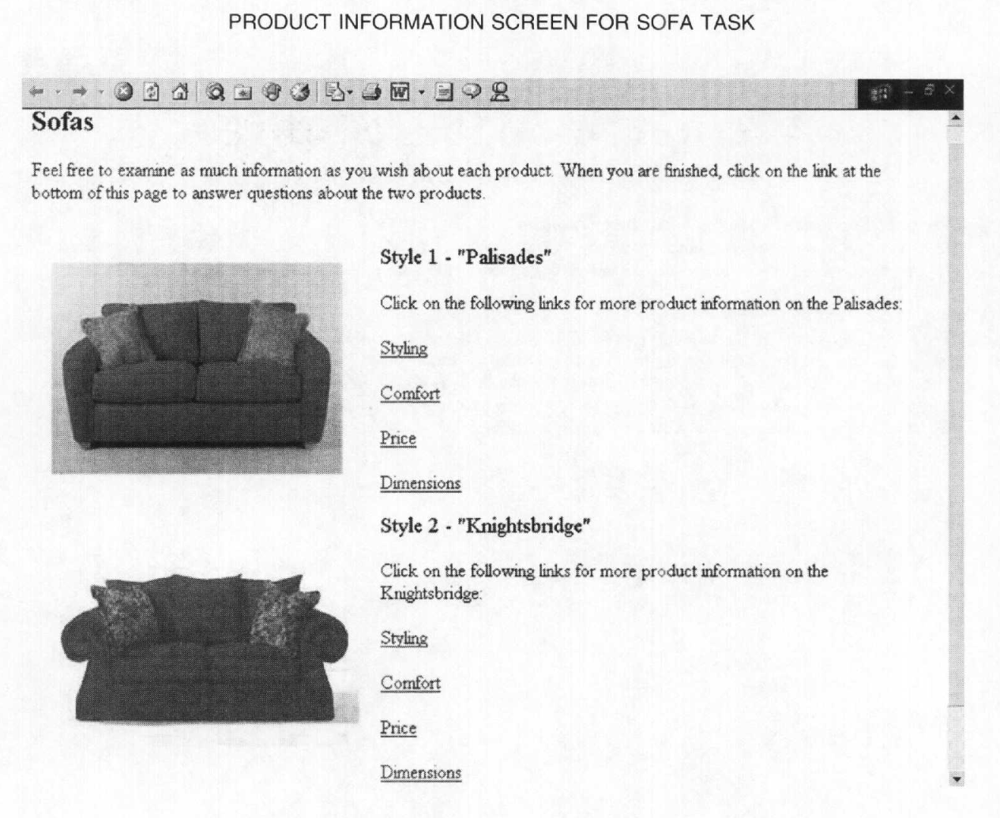 PRODUCT INFORMATION SCREEN FOR SOFA TASK
Sofas
Feel free to examine as much information as you wish about each product. When you are finished, click on the link at the
bottom of this page to answer questions about the two products.
Style 1 - "Palisades"
Click on the following links for more product information on the Palisades:
Styling
Comfort
Price
Dimensions
Style 2 - "Knightsbridge"
Click on the following links for more product information on the
Knightsbridge:
Styling
Comfort
Price
Dimensions